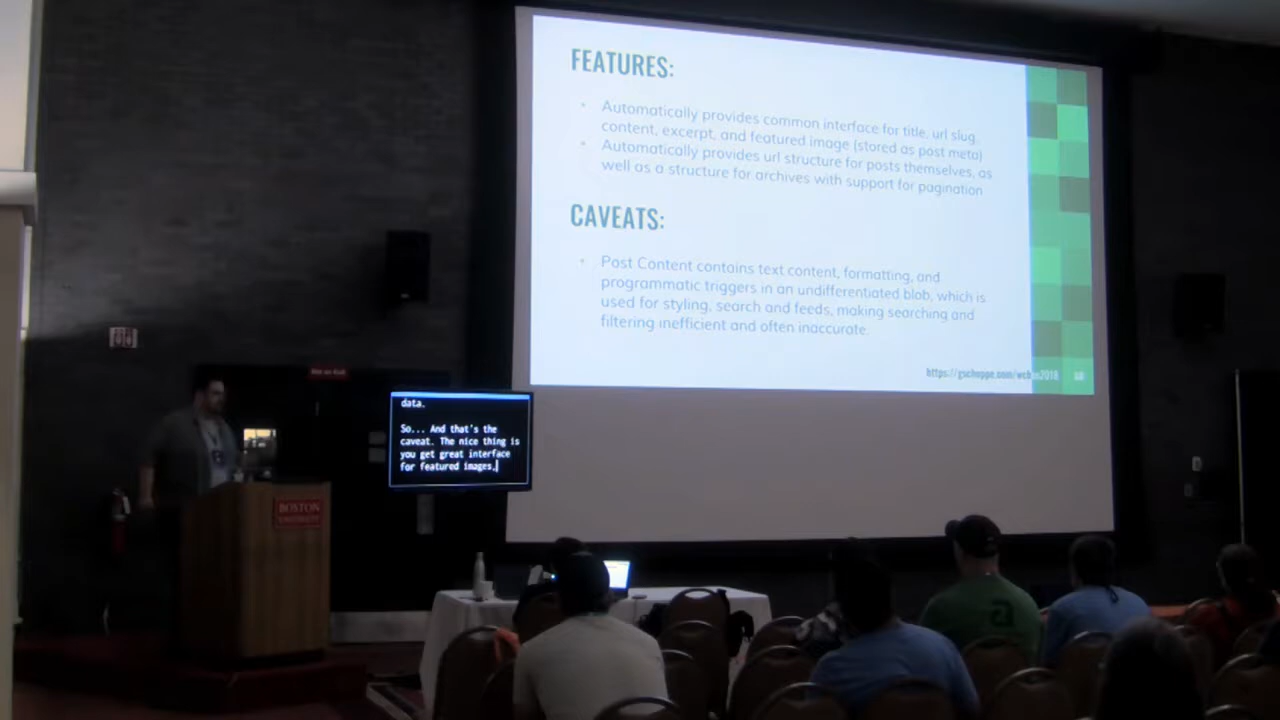 FEATURES:
Automatically provides common interface for title, url slug,
content, excerpt, and featured image (stored as post meta)
Automatically provides url structure for posts themselves, as
well as a structure for archives with support for pagination
CAVEATS:
Post Content contains text content, formatting, and
programmatic triggers in an undifferentiated blob, which is
used for styling, search and feeds, making searching and
filtering inefficient and often inaccurate.
data.
So... And that's the
caveat. The nice thing is
you get great interface
for featured images,
BOSTON
UNIVERSITY